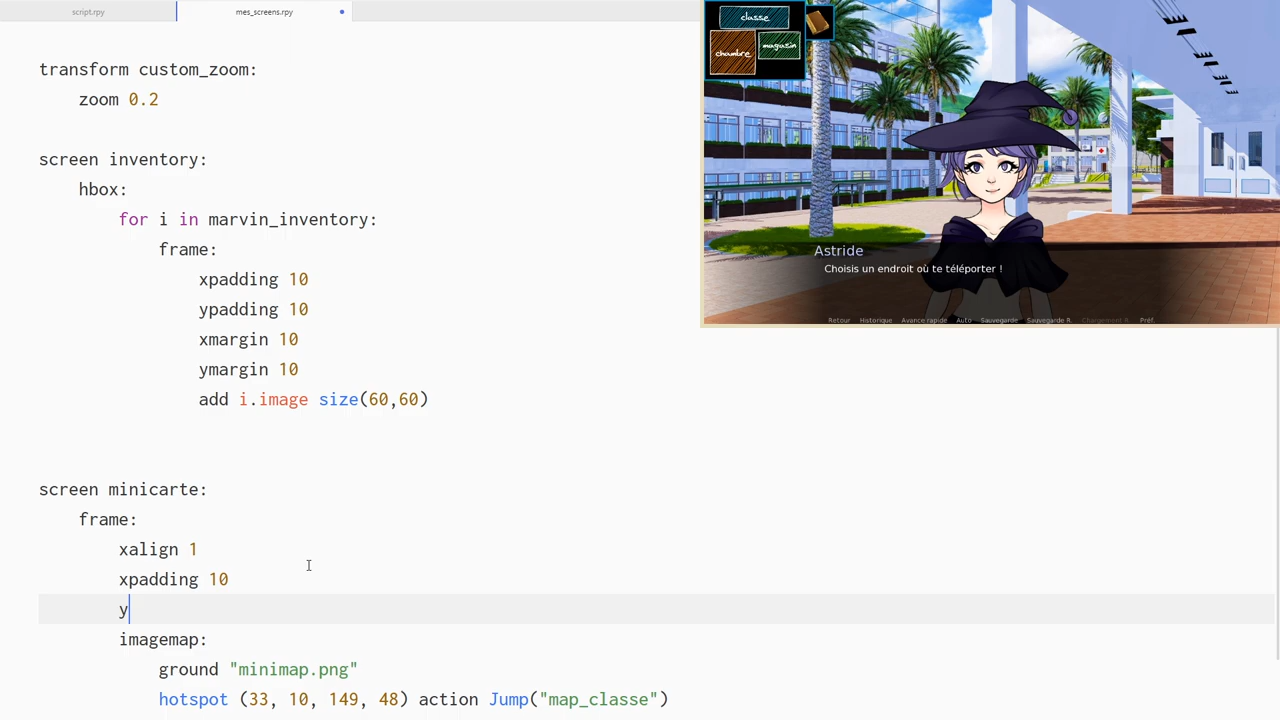 script.rpy
mes_screens.rpy
transform custom_zoom:
zoom 0.2
screen inventory:
hbox:
for i in marvin_inventory:
frame:
xpadding 10
ypadding 10
xmargin 10
ymargin 10
add i.image size(60,60)
screen minicarte:
frame:
xalign 1
xpadding 10
y
imagemap:
ground "minimap.png"
hotspot (33, 10, 149, 48) action Jump("map_classe")
classe
chambre
magasin
Astride
Choisis un endroit où te téléporter !
Retour Historique Avance rapide Auto Sauvegarde Sauvegarde R. Chargement R. Préf.